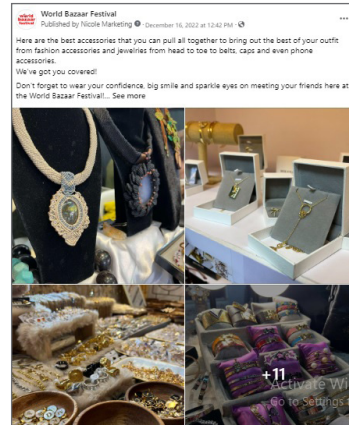 World Bazaar Festival
Published by Nicole Marketing · December 16, 2022 at 12:42 PM ·
Here are the best accessories that you can pull all together to bring out the best of your outfit
from fashion accessories and jewelries from head to toe to belts, caps and even phone
accessories.
We've got you covered!
Don't forget to wear your confidence, big smile and sparkle eyes on meeting your friends here at
the World Bazaar Festival!... See more
+11
Activate Wi
Go to Settings t